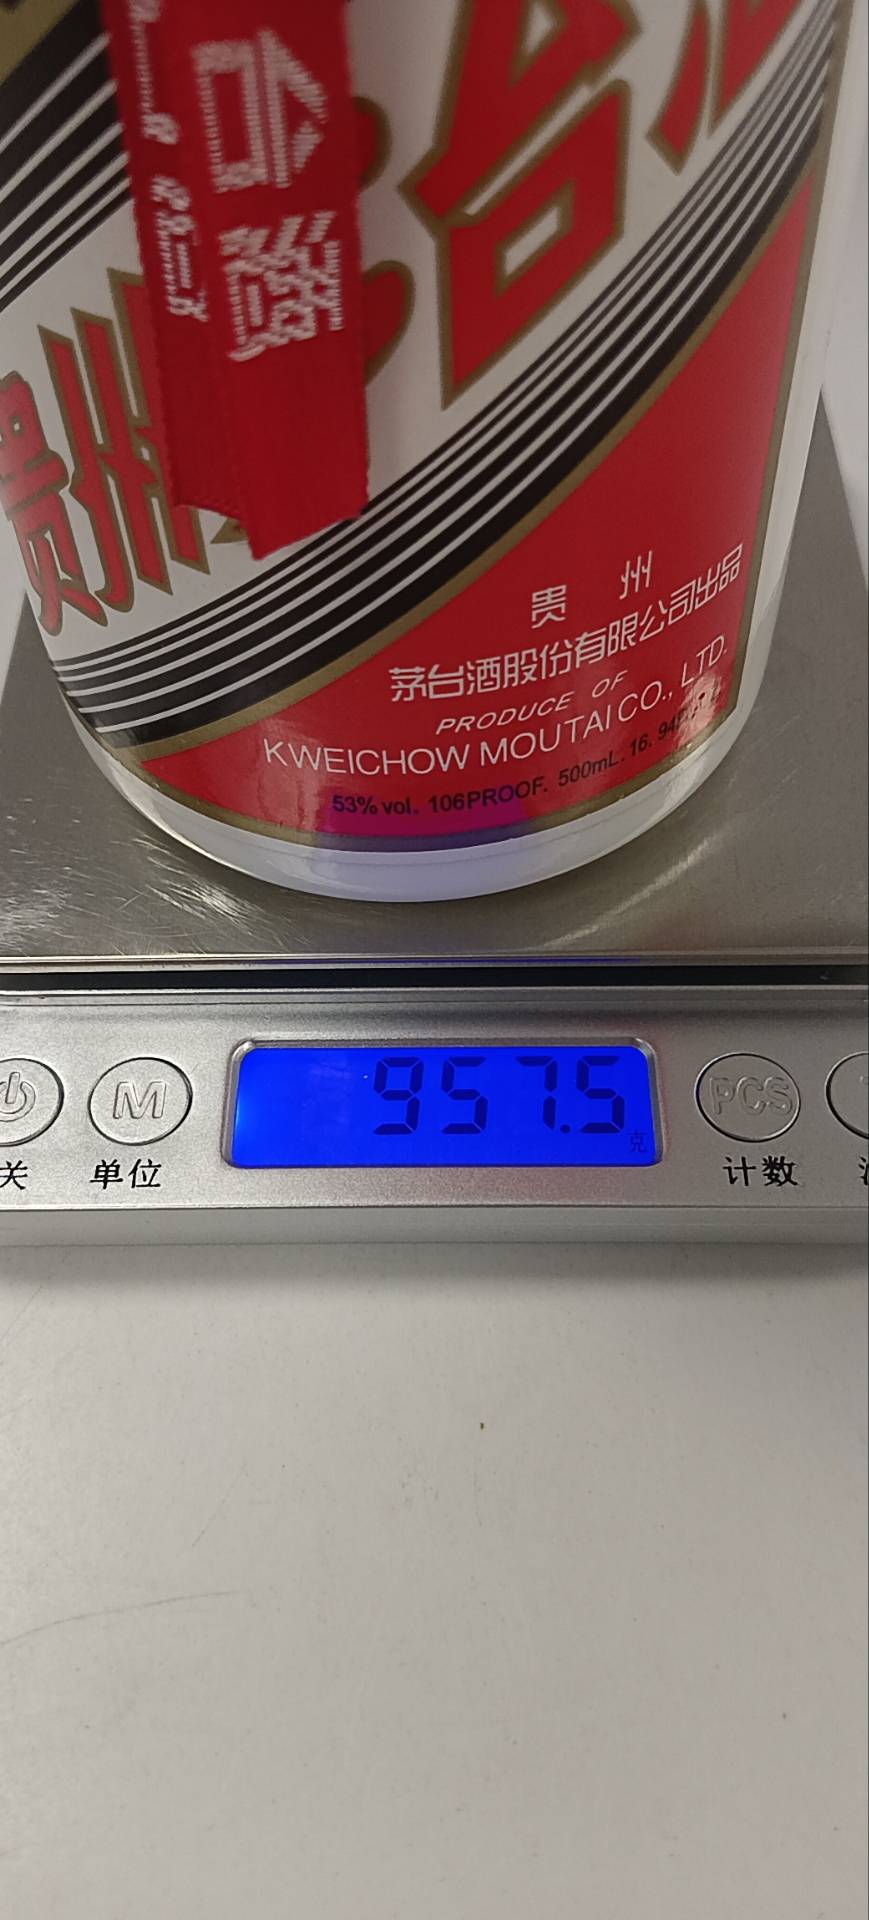 台
贵州
贵 州
茅台酒股份有限公司出品
PRODUCE OF
KWEICHOW MOUTAI CO., LTD.
53% vol. 106PROOF. 500mL. 16.
957.5
克
M
PCS
关
单位
计数